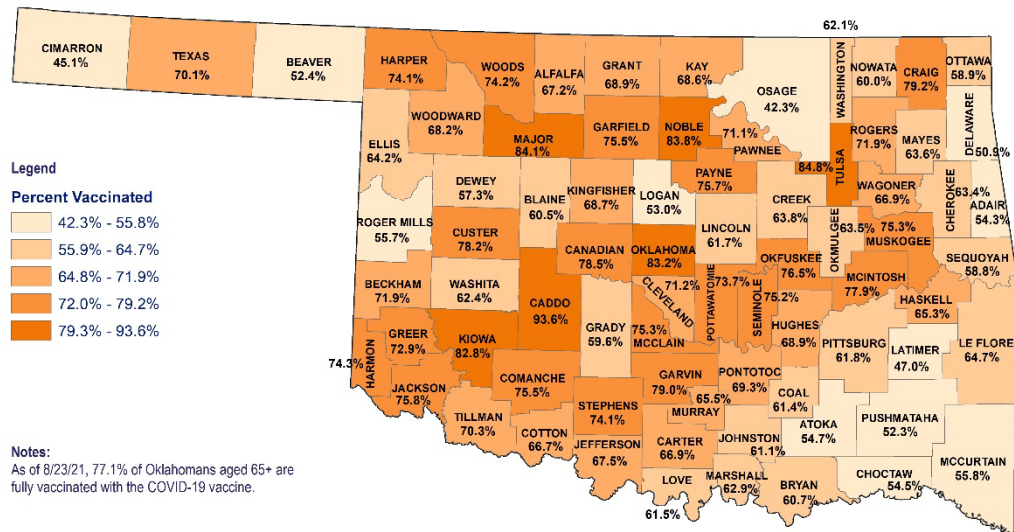 62.1%
CIMARRON
45.1%
TEXAS
70.1%
BEAVER
52.4%
HARPER
74.1%
WOODS
74.2%
ALFALFA
67.2%
GRANT
68.9%
KAY
68.6%
OSAGE
42.3%
WASHINGTON
NOWATA
60.0%
CRAIG
79.2%
OTTAWA
58.9%
DELAWARE
50.9%
WOODWARD
68.2%
MAJOR
84.1%
GARFIELD
75.5%
NOBLE
83.8%
71.1%
PAWNEE
ROGERS
71.9%
MAYES
63.6%
ELLIS
64.2%
84.8%
TULSA
Legend
Percent Vaccinated
42.3% - 55.8%
55.9% - 64.7%
64.8% - 71.9%
72.0% - 79.2%
79.3% - 93.6%
DEWEY
57.3%
BLAINE
60.5%
KINGFISHER
68.7%
LOGAN
53.0%
PAYNE
75.7%
CREEK
63.8%
WAGONER
66.9%
CHEROKEE
63.4%
ADAIR
54.3%
ROGER MILLS
55.7%
CUSTER
78.2%
CANADIAN
78.5%
OKLAHOMA
83.2%
LINCOLN
61.7%
OKMULGEE
63.5%
75.3%
MUSKOGEE
OKFUSKEE
76.5%
MCINTOSH
77.9%
SEQUOYAH
58.8%
BECKHAM
71.9%
WASHITA
62.4%
CADDO
93.6%
GRADY
59.6%
71.2%
CLEVELAND
POTTAWATOMIE
73.7%
SEMINOLE
75.2%
HUGHES
68.9%
HASKELL
65.3%
PITTSBURG
61.8%
LATIMER
47.0%
LE FLORE
64.7%
GREER
72.9%
KIOWA
82.8%
75.3%
MCCLAIN
74.3%
HARMON
JACKSON
75.8%
COMANCHE
75.5%
GARVIN
79.0%
PONTOTOC
69.3%
COAL
61.4%
TILLMAN
70.3%
COTTON
66.7%
STEPHENS
74.1%
65.5%
MURRAY
ATOKA
54.7%
PUSHMATAHA
52.3%
JEFFERSON
67.5%
CARTER
66.9%
JOHNSTON
61.1%
MCCURTAIN
55.8%
LOVE
61.5%
MARSHALL
62.9%
BRYAN
60.7%
CHOCTAW
54.5%
Notes:
As of 8/23/21, 77.1% of Oklahomans aged 65+ are
fully vaccinated with the COVID-19 vaccine.